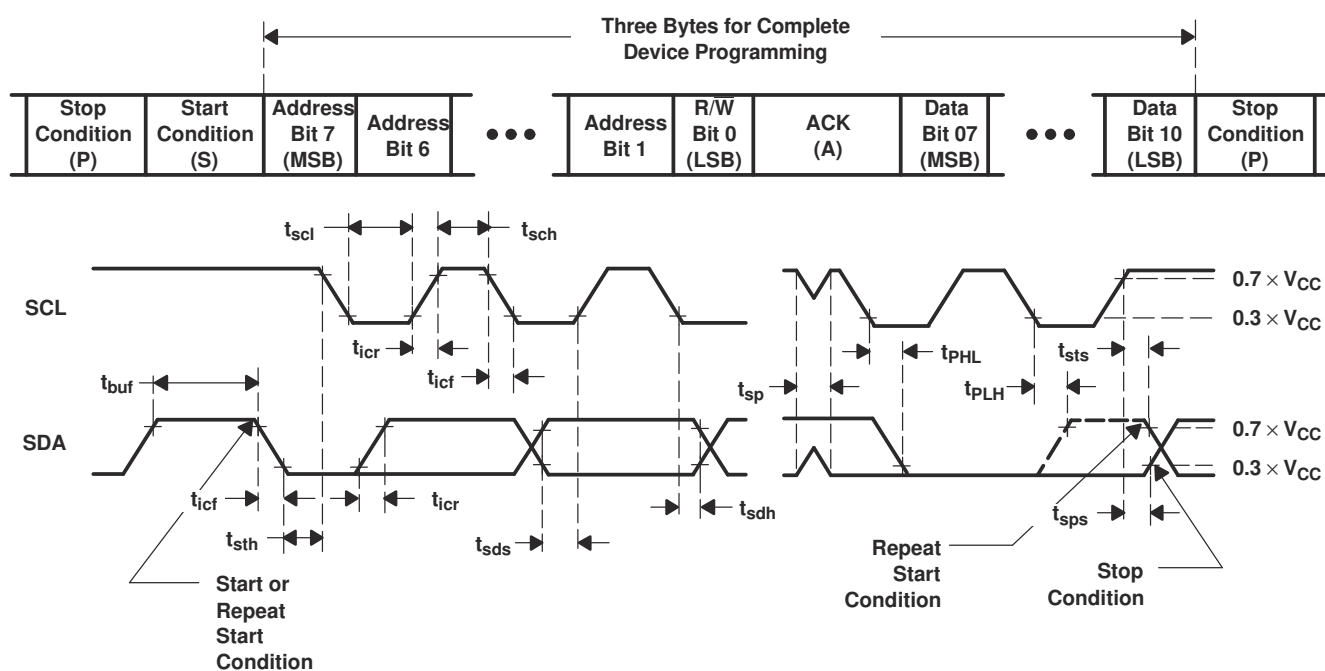 Three Bytes for Complete
Device Programming
Stop
Condition
(P)
Start
Condition
(S)
Address
Bit 7
(MSB)
Address
Bit 6
•••
Address
Bit 1
R/W̅
Bit 0
(LSB)
ACK
(A)
Data
Bit 07
(MSB)
•••
Data
Bit 10
(LSB)
Stop
Condition
(P)
tscl
tsch
SCL
0.7 × VCC
0.3 × VCC
ticr
ticf
tbuf
tsp
tPHL
tPLH
tsts
SDA
0.7 × VCC
0.3 × VCC
ticf
ticr
tsth
tsds
tsdh
tsps
Start or
Repeat
Start
Condition
Repeat
Start
Condition
Stop
Condition